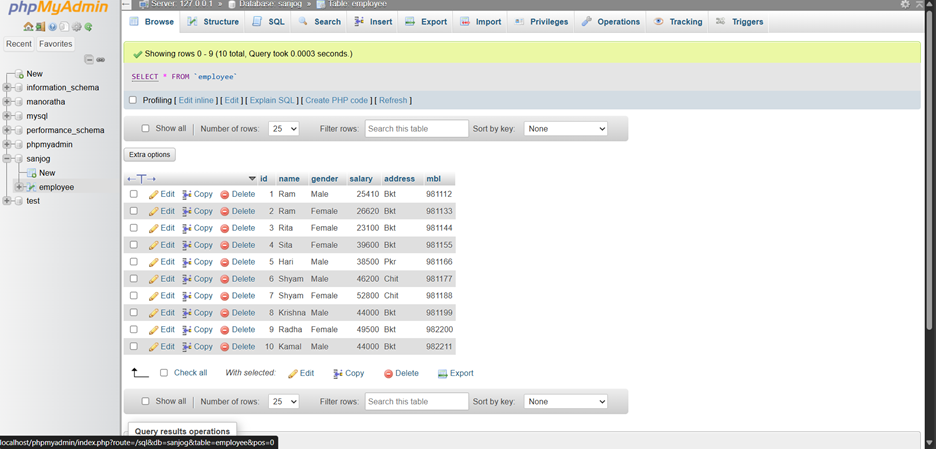 phpMyAdmin
Recent Favorites
New
information_schema
manoratha
mysql
performance_schema
phpmyadmin
sanjog
New
employee
test
Server: 127.0.0.1 » Database: sanjog » Table: employee
Browse Structure SQL Search Insert Export Import Privileges Operations Tracking Triggers
Showing rows 0 - 9 (10 total, Query took 0.0003 seconds.)
SELECT * FROM `employee`
Profiling [ Edit inline ] [ Edit ] [ Explain SQL ] [ Create PHP code ] [ Refresh ]
Show all Number of rows: 25 Filter rows: Search this table Sort by key: None
Extra options
id name gender salary address mbl
Edit Copy Delete 1 Ram Male 25410 Bkt 981112
Edit Copy Delete 2 Ram Female 26620 Bkt 981133
Edit Copy Delete 3 Rita Female 23100 Bkt 981144
Edit Copy Delete 4 Sita Female 39600 Bkt 981155
Edit Copy Delete 5 Hari Male 38500 Pkr 981166
Edit Copy Delete 6 Shyam Male 46200 Chit 981177
Edit Copy Delete 7 Shyam Female 52800 Chit 981188
Edit Copy Delete 8 Krishna Male 44000 Bkt 981199
Edit Copy Delete 9 Radha Female 49500 Bkt 982200
Edit Copy Delete 10 Kamal Male 44000 Bkt 982211
Check all With selected: Edit Copy Delete Export
Show all Number of rows: 25 Filter rows: Search this table Sort by key: None
Query results operations
localhost/phpmyadmin/index.php?route=/sql&db=sanjog&table=employee&pos=0